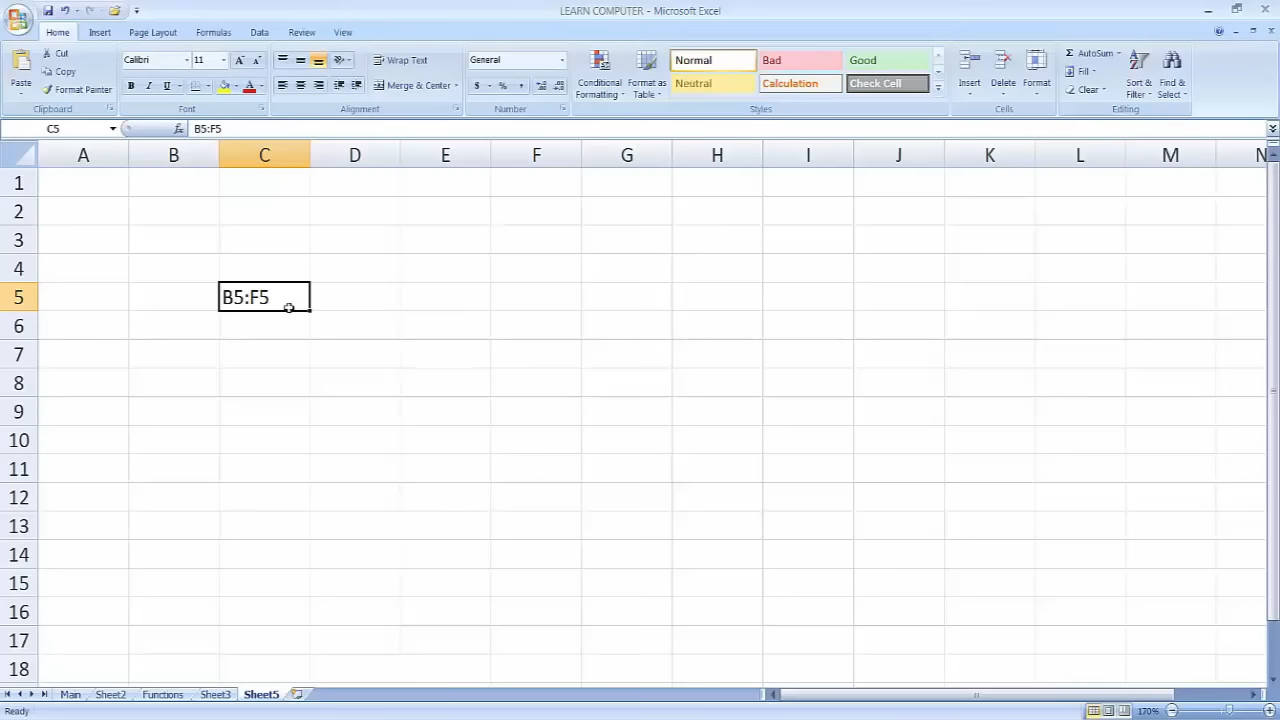 LEARN COMPUTER - Microsoft Excel
Home Insert Page Layout Formulas Data Review View
Paste
Cut
Copy
Format Painter
Clipboard
Calibri 11
B I U
Font
Wrap Text
Merge & Center
Alignment
General
$ % ,
Number
Conditional Formatting
Format as Table
Normal Bad Good
Neutral Calculation Check Cell
Styles
Insert Delete Format
Cells
Σ AutoSum
Fill
Clear
Sort & Filter
Find & Select
Editing
C5 fx B5:F5
A B C D E F G H I J K L M N
1
2
3
4
5 B5:F5
6
7
8
9
10
11
12
13
14
15
16
17
18
Main Sheet2 Functions Sheet3 Sheet5
Ready 170%